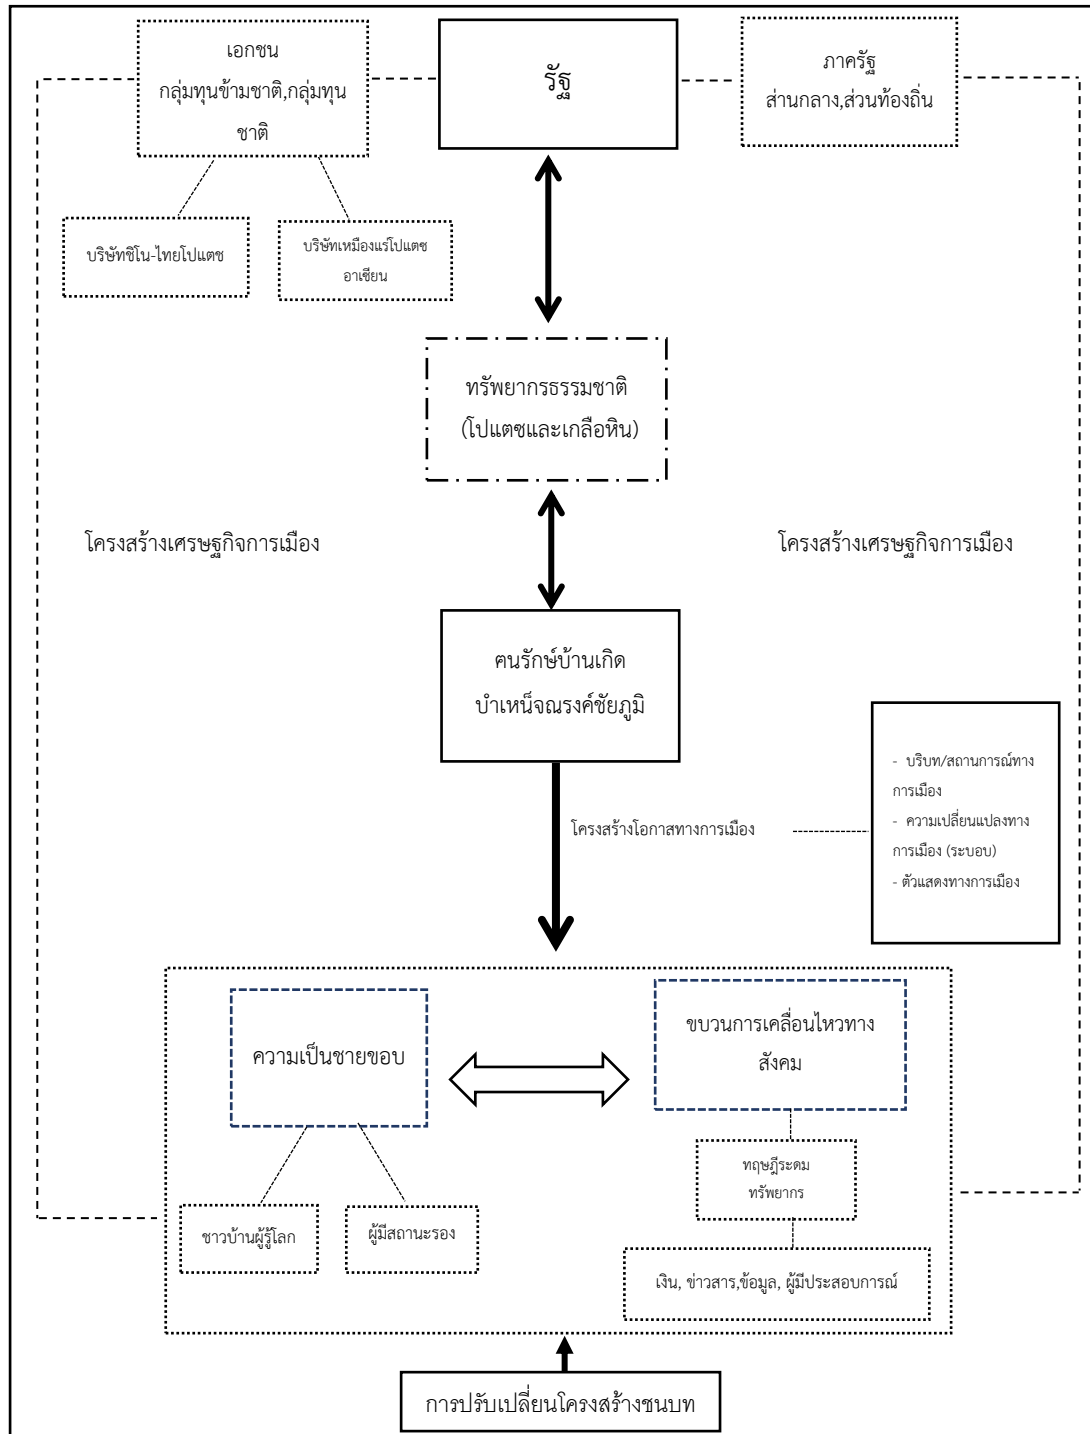 เอกชน
กลุ่มทุนข้ามชาติ,กลุ่มทุน
ชาติ
รัฐ
ภาครัฐ
ส่านกลาง,ส่วนท้องถิ่น
บริษัทชิโน-ไทยโปแตช
บริษัทเหมืองแร่โปแตช
อาเซียน
ทรัพยากรธรรมชาติ
(โปแตซและเกลือหิน)
โครงสร้างเศรษฐกิจการเมือง
โครงสร้างเศรษฐกิจการเมือง
ฅนรักษ์บ้านเกิด
บำเหน็จณรงค์ชัยภูมิ
โครงสร้างโอกาสทางการเมือง
- บริบท/สถานการณ์ทาง
การเมือง
- ความเปลี่ยนแปลงทาง
การเมือง (ระบอบ)
- ตัวแสดงทางการเมือง
ความเป็นชายขอบ
ขบวนการเคลื่อนไหวทาง
สังคม
ทฤษฎีระดม
ทรัพยากร
ชาวบ้านผู้รู้โลก
ผู้มีสถานะรอง
เงิน, ข่าวสาร,ข้อมูล, ผู้มีประสอบการณ์
การปรับเปลี่ยนโครงสร้างชนบท